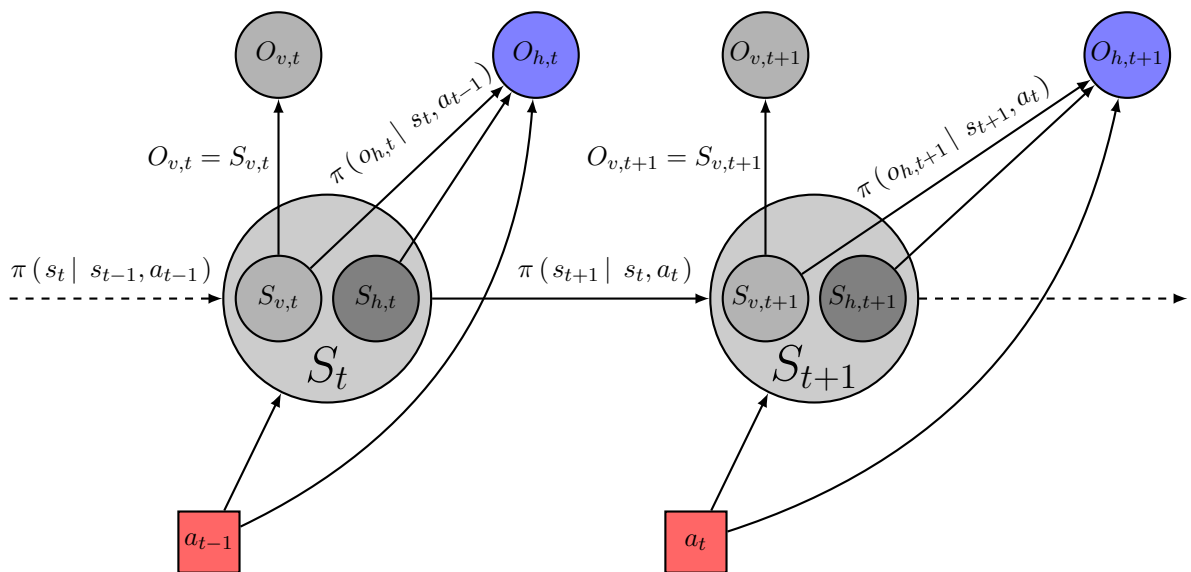 O_{v,t}
O_{h,t}
O_{v,t+1}
O_{h,t+1}
O_{v,t} = S_{v,t}
π(o_{h,t} | s_t, a_{t−1})
O_{v,t+1} = S_{v,t+1}
π(o_{h,t+1} | s_{t+1}, a_t)
π(s_t | s_{t−1}, a_{t−1})
S_{v,t}
S_{h,t}
π(s_{t+1} | s_t, a_t)
S_{v,t+1}
S_{h,t+1}
S_t
S_{t+1}
a_{t−1}
a_t